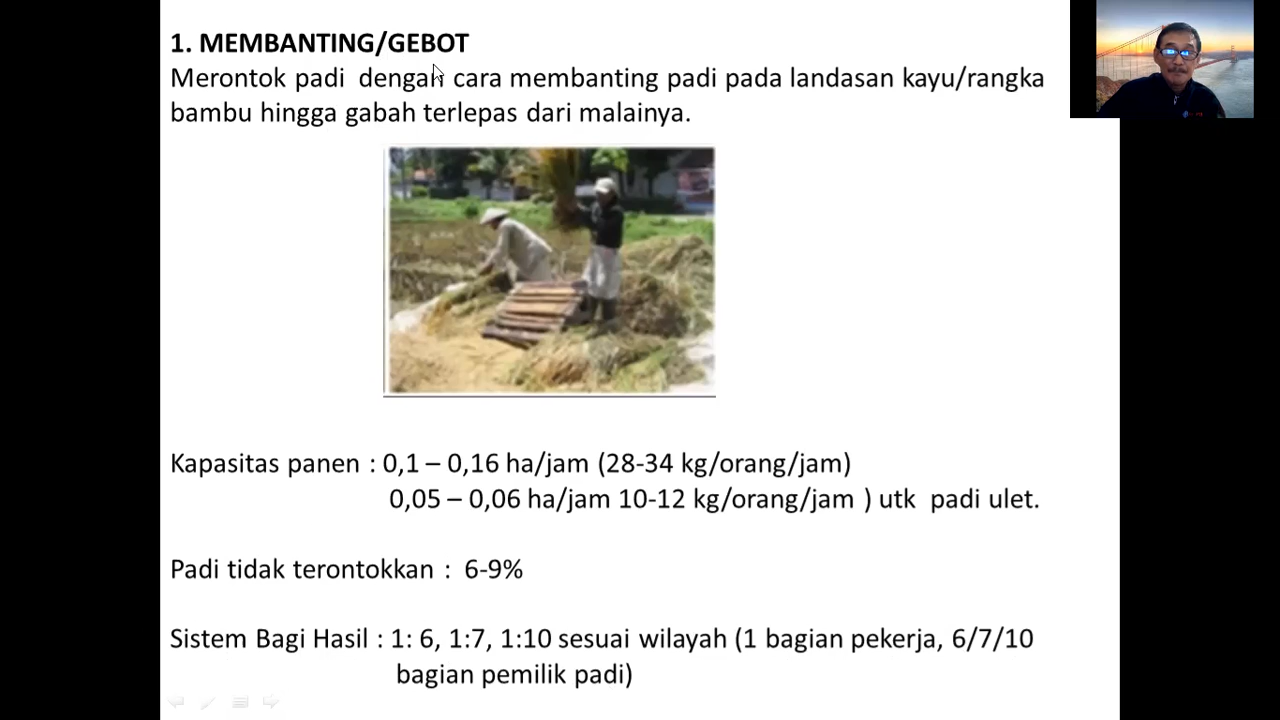 1. MEMBANTING/GEBOT
Merontok padi dengan cara membanting padi pada landasan kayu/rangka
bambu hingga gabah terlepas dari malainya.
Kapasitas panen : 0,1 – 0,16 ha/jam (28-34 kg/orang/jam)
0,05 – 0,06 ha/jam 10-12 kg/orang/jam ) utk padi ulet.
Padi tidak terontokkan : 6-9%
Sistem Bagi Hasil : 1: 6, 1:7, 1:10 sesuai wilayah (1 bagian pekerja, 6/7/10
bagian pemilik padi)